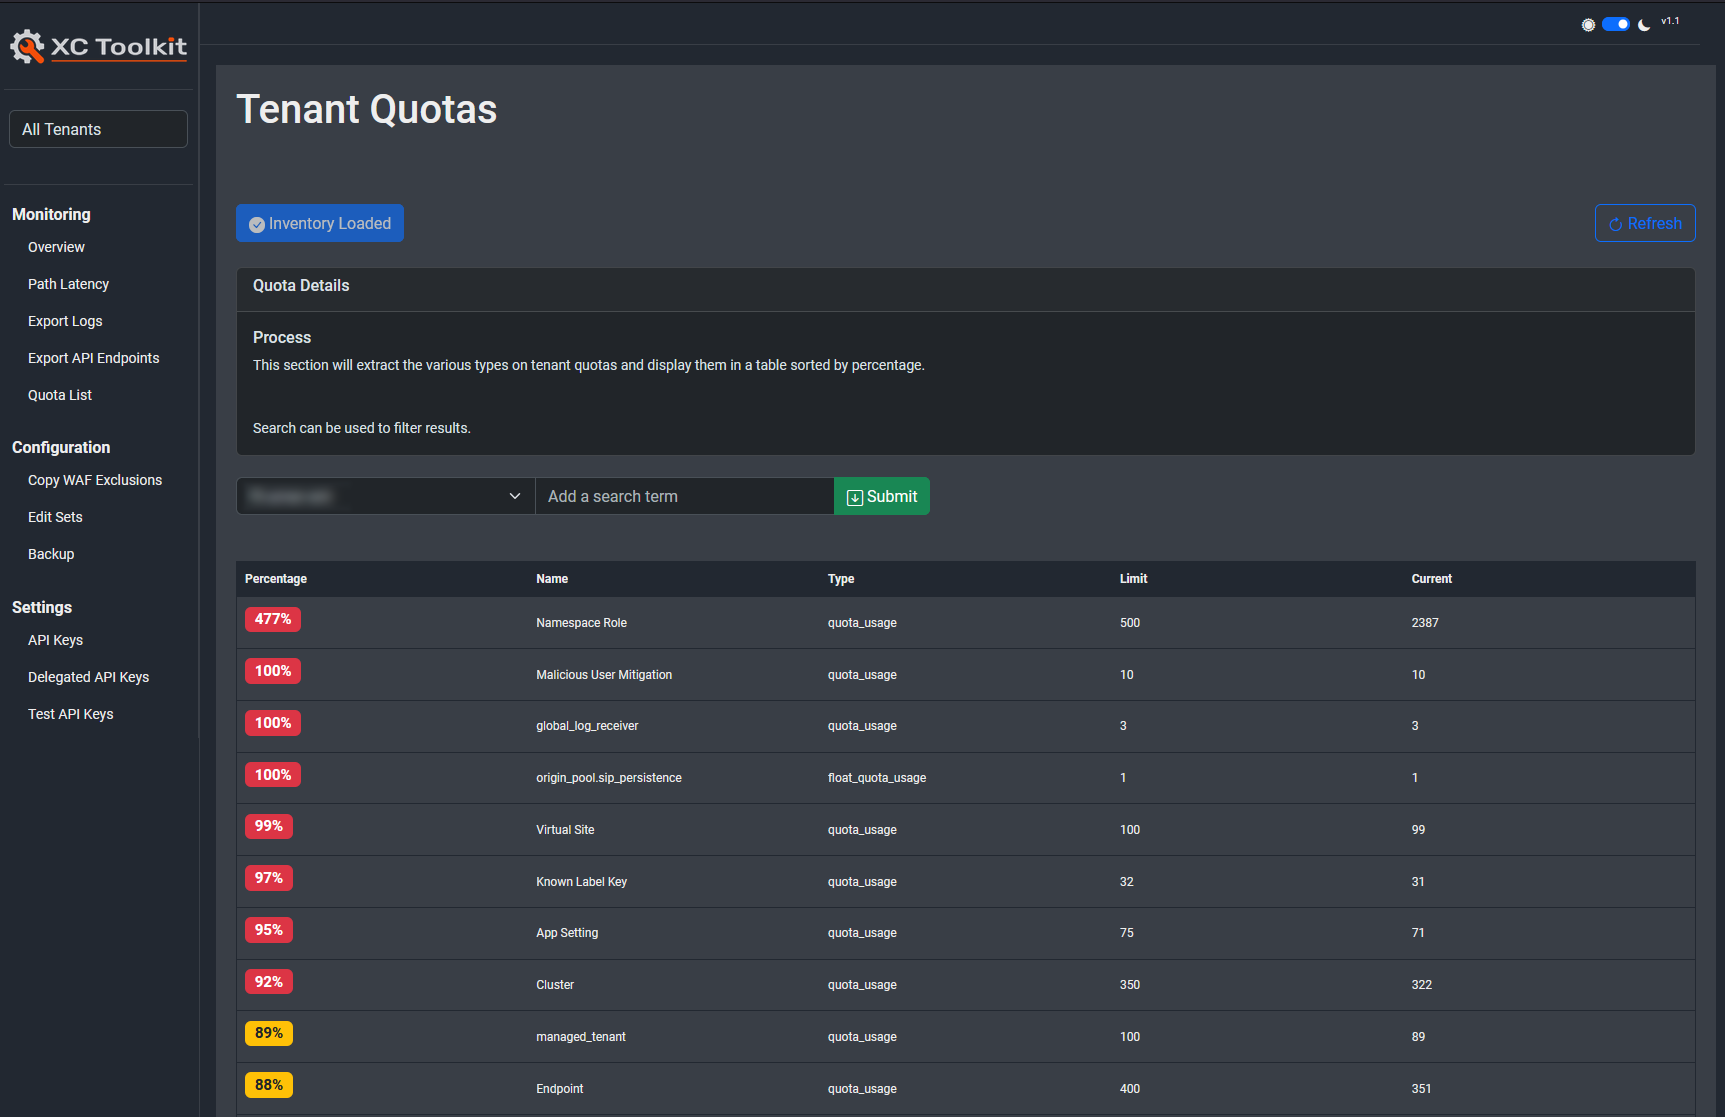 XC Toolkit
v1.1
All Tenants
Monitoring
Overview
Path Latency
Export Logs
Export API Endpoints
Quota List
Configuration
Copy WAF Exclusions
Edit Sets
Backup
Settings
API Keys
Delegated API Keys
Test API Keys
Tenant Quotas
Inventory Loaded
Refresh
Quota Details
Process
This section will extract the various types on tenant quotas and display them in a table sorted by percentage.
Search can be used to filter results.
Add a search term
Submit
Percentage Name Type Limit Current
477% Namespace Role quota_usage 500 2387
100% Malicious User Mitigation quota_usage 10 10
100% global_log_receiver quota_usage 3 3
100% origin_pool.sip_persistence float_quota_usage 1 1
99% Virtual Site quota_usage 100 99
97% Known Label Key quota_usage 32 31
95% App Setting quota_usage 75 71
92% Cluster quota_usage 350 322
89% managed_tenant quota_usage 100 89
88% Endpoint quota_usage 400 351